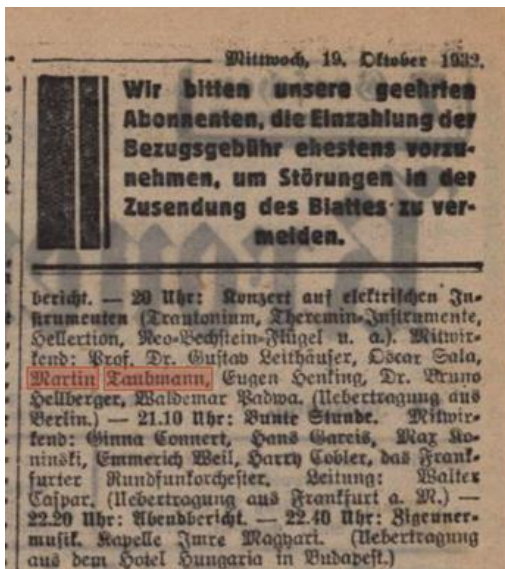 Mittwoch, 19. Oktober 1932.
Wir bitten unsere geehrten
Abonnenten, die Einzahlung der
Bezugsgebühr ehestens vorzu-
nehmen, um Störungen in der
Zusendung des Blattes zu ver-
meiden.
bericht. — 20 Uhr: Konzert auf elektrischen In-
strumenten (Trautonium, Theremin-Instrumente,
Hellertion, Neo-Bechstein-Flügel u. a.). Mitwir-
kend: Prof. Dr. Gustav Leithäuser, Oscar Sala,
Martin Taubmann, Eugen Henking, Dr. Bruno
Hellberger, Waldemar Padwa. (Uebertragung aus
Berlin.) — 21.10 Uhr: Bunte Stunde. Mitwir-
kend: Ginna Connert, Hans Garcis, Max Ko-
ninski, Emmerich Weil, Harry Cobler, das Frank-
furter Rundfunkorchester. Leitung: Walter
Caspar. (Uebertragung aus Frankfurt a. M.) —
22.20 Uhr: Abendbericht. — 22.40 Uhr: Zigeuner-
musik. Kapelle Imre Magyari. (Uebertragung
aus dem Hotel Hungaria in Budapest.)